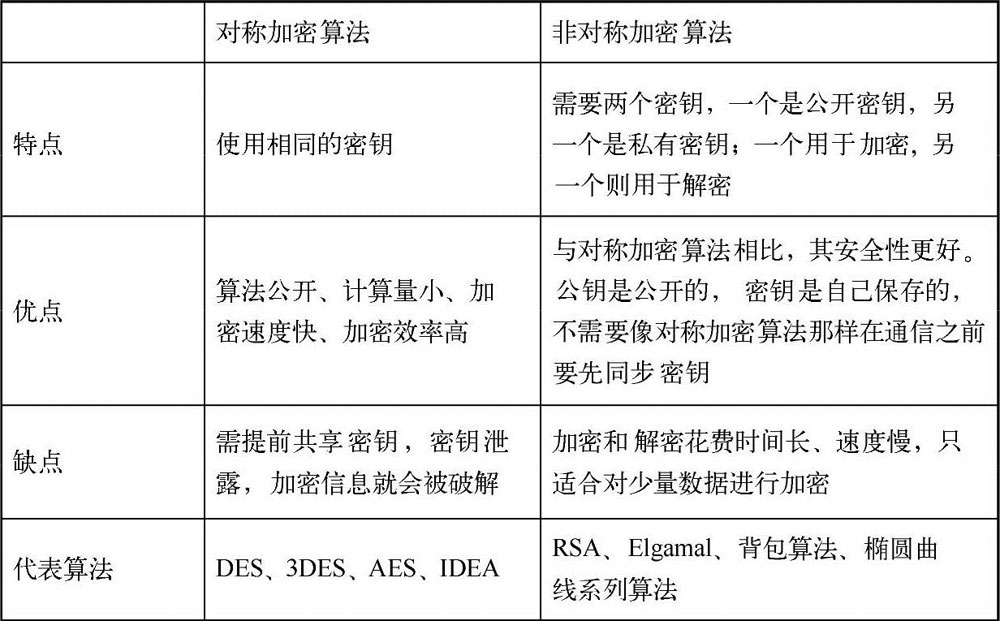 对称加密算法
非对称加密算法
特点
使用相同的密钥
需要两个密钥，一个是公开密钥，另
一个是私有密钥；一个用于加密，另
一个则用于解密
优点
算法公开、计算量小、加
密速度快、加密效率高
与对称加密算法相比，其安全性更好。
公钥是公开的， 密钥是自己保存的，
不需要像对称加密算法那样在通信之前
要先同步密钥
缺点
需提前共享密钥，密钥泄
露，加密信息就会被破解
加密和解密花费时间长、速度慢，只
适合对少量数据进行加密
代表算法
DES、3DES、AES、IDEA
RSA、Elgamal、背包算法、椭圆曲
线系列算法